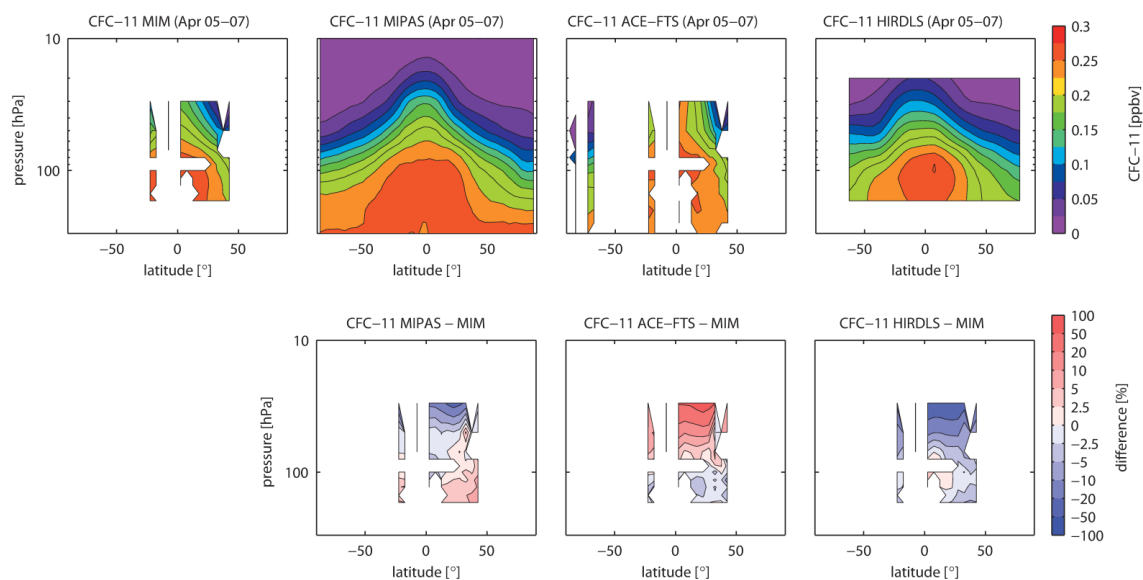 CFC−11 MIM (Apr 05−07)
CFC−11 MIPAS (Apr 05−07)
CFC−11 ACE−FTS (Apr 05−07)
CFC−11 HIRDLS (Apr 05−07)
10
100
pressure [hPa]
−50 0 50
latitude [°]
−50 0 50
latitude [°]
−50 0 50
latitude [°]
−50 0 50
latitude [°]
0.3
0.25
0.2
0.15
0.1
0.05
0
CFC−11 [ppbv]
CFC−11 MIPAS − MIM
CFC−11 ACE−FTS − MIM
CFC−11 HIRDLS − MIM
10
100
pressure [hPa]
−50 0 50
latitude [°]
−50 0 50
latitude [°]
−50 0 50
latitude [°]
100
50
20
10
5
2.5
0
−2.5
−5
−10
−20
−50
−100
difference [%]